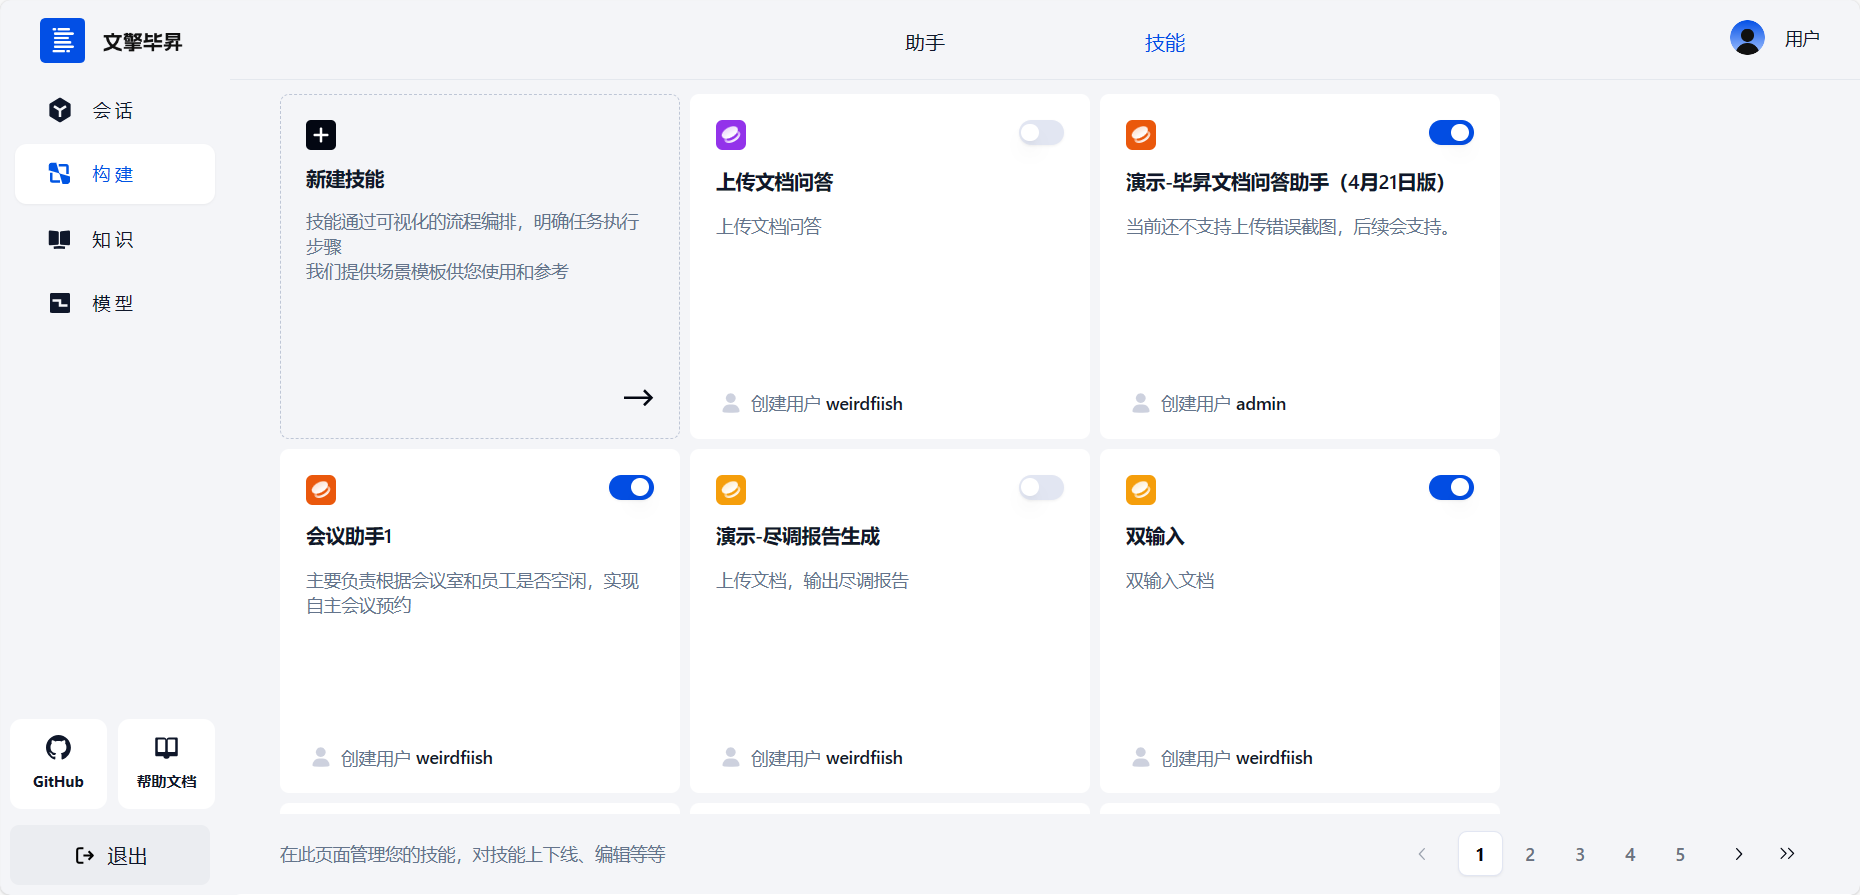 文擎毕昇
助手
技能
用户
会话
构建
知识
模型
新建技能
技能通过可视化的流程编排，明确任务执行
步骤
我们提供场景模板供您使用和参考
上传文档问答
上传文档问答
创建用户 weirdfiish
演示-毕昇文档问答助手（4月21日版）
当前还不支持上传错误截图，后续会支持。
创建用户 admin
会议助手1
主要负责根据会议室和员工是否空闲，实现
自主会议预约
创建用户 weirdfiish
演示-尽调报告生成
上传文档，输出尽调报告
创建用户 weirdfiish
双输入
双输入文档
创建用户 weirdfiish
GitHub
帮助文档
退出
在此页面管理您的技能，对技能上下线、编辑等等
1 2 3 4 5